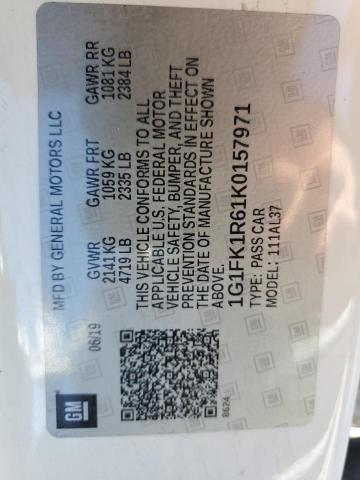 MFD BY GENERAL MOTORS LLC
06/19
GVWR GAWR FRT GAWR RR
2141 KG 1059 KG 1081 KG
4719 LB 2335 LB 2384 LB
THIS VEHICLE CONFORMS TO ALL
APPLICABLE U.S. FEDERAL MOTOR
VEHICLE SAFETY, BUMPER, AND THEFT
PREVENTION STANDARDS IN EFFECT ON
THE DATE OF MANUFACTURE SHOWN
ABOVE.
1G1FK1R61K0157971
TYPE: PASS CAR
MODEL: 111AL37
GM
8624